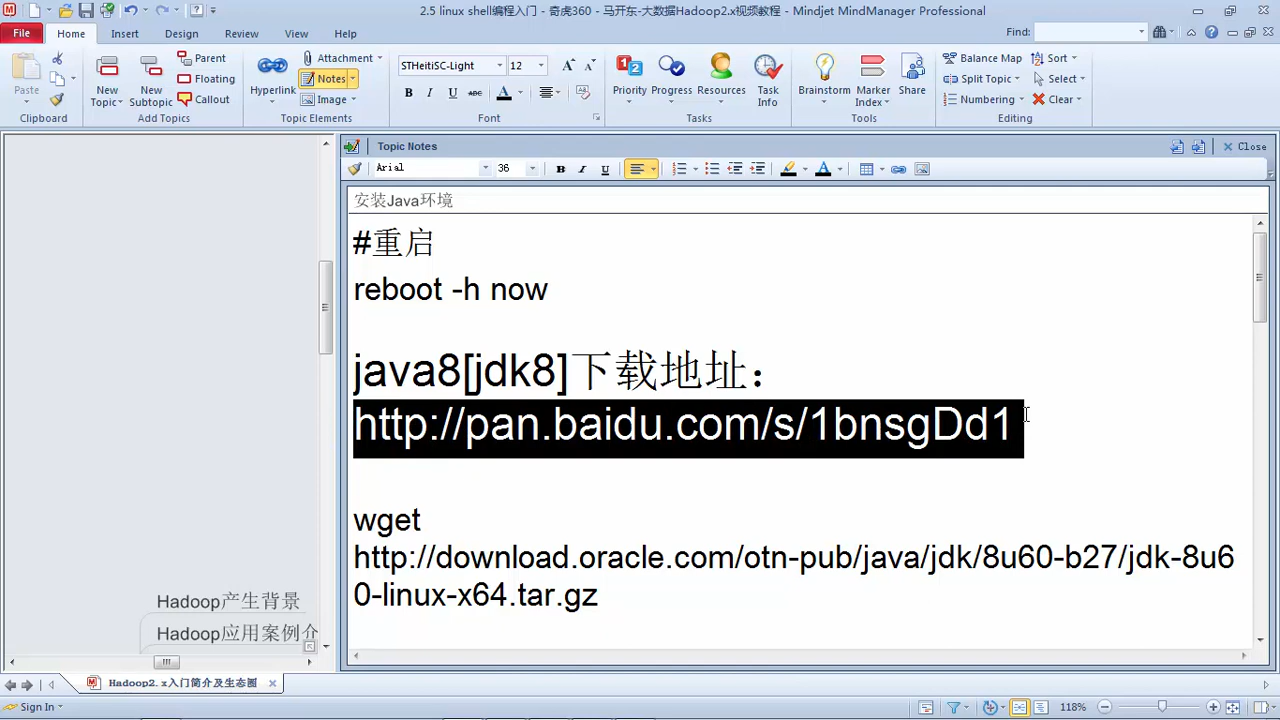 2.5 linux shell编程入门 - 奇虎360 - 马开东-大数据Hadoop2.x视频教程 - Mindjet MindManager Professional
File Home Insert Design Review View Help Find:
Paste
Clipboard
New Topic
New Subtopic
Parent
Floating
Callout
Add Topics
Hyperlink
Attachment
Notes
Image
Topic Elements
STHeitiSC-Light 12
B I U ABC A
Font
Priority Progress Resources Task Info
Tasks
Brainstorm Marker Index Share
Tools
Balance Map Sort
Split Topic Select
Numbering Clear
Editing
Topic Notes Close
Arial 36 B I U A
安装Java环境
#重启
reboot -h now
java8[jdk8]下载地址：
http://pan.baidu.com/s/1bnsgDd1
wget
http://download.oracle.com/otn-pub/java/jdk/8u60-b27/jdk-8u6
0-linux-x64.tar.gz
Hadoop产生背景
Hadoop应用案例介
Hadoop2.x入门简介及生态圈
Sign In 118%